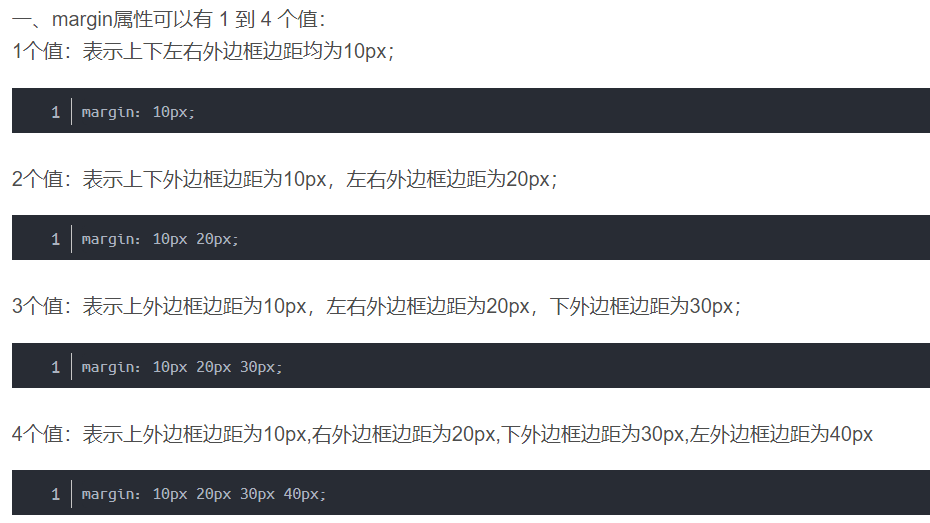 一、margin属性可以有 1 到 4 个值：
1个值：表示上下左右外边框边距均为10px；
1 margin：10px;
2个值：表示上下外边框边距为10px，左右外边框边距为20px；
1 margin：10px 20px;
3个值：表示上外边框边距为10px，左右外边框边距为20px，下外边框边距为30px；
1 margin：10px 20px 30px;
4个值：表示上外边框边距为10px,右外边框边距为20px,下外边框边距为30px,左外边框边距为40px
1 margin：10px 20px 30px 40px;